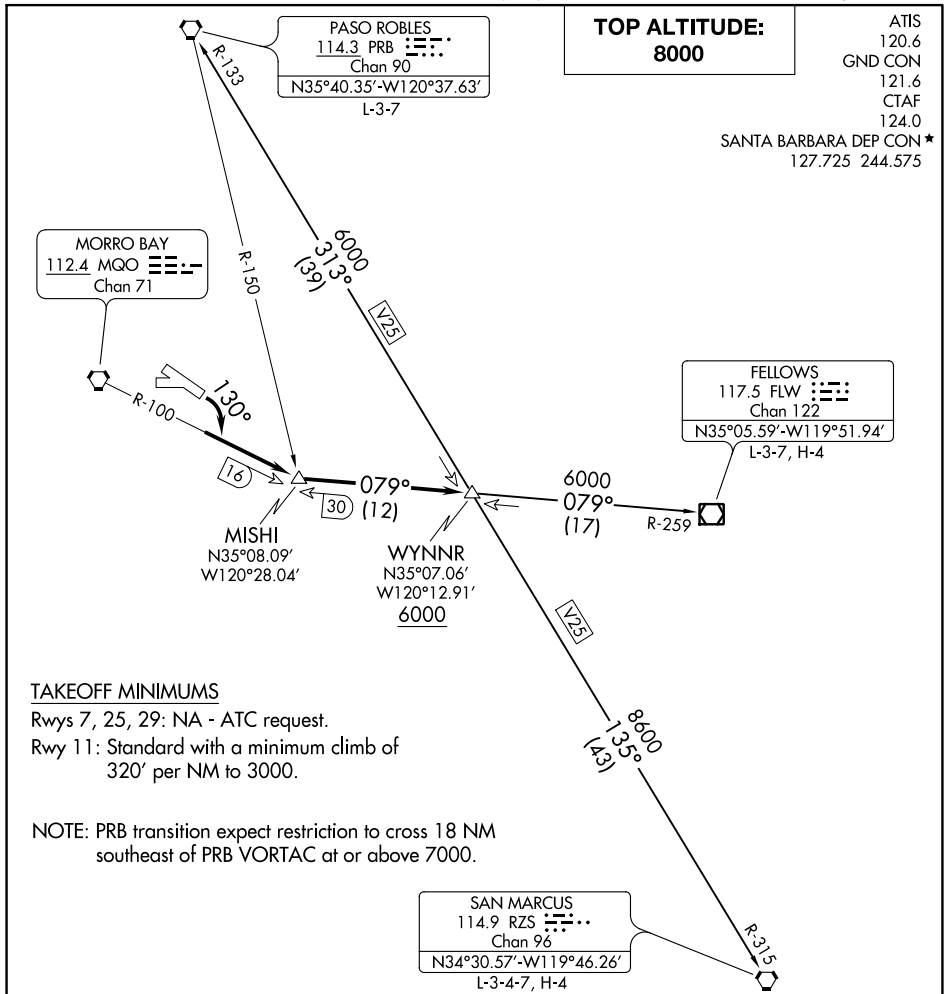 PASO ROBLES
114.3 PRB
Chan 90
N35°40.35'-W120°37.63'
L-3-7
TOP ALTITUDE:
8000
ATIS
120.6
GND CON
121.6
CTAF
124.0
SANTA BARBARA DEP CON ★
127.725 244.575
R-133
MORRO BAY
112.4 MQO
Chan 71
R-150
6000
313°
(39)
V25
R-100
130°
16
30
079°
(12)
MISHI
N35°08.09'
W120°28.04'
WYNNR
N35°07.06'
W120°12.91'
6000
6000
079°
(17)
R-259
FELLOWS
117.5 FLW
Chan 122
N35°05.59'-W119°51.94'
L-3-7, H-4
V25
8600
135°
(43)
TAKEOFF MINIMUMS
Rwys 7, 25, 29: NA - ATC request.
Rwy 11: Standard with a minimum climb of
320' per NM to 3000.
NOTE: PRB transition expect restriction to cross 18 NM
southeast of PRB VORTAC at or above 7000.
SAN MARCUS
114.9 RZS
Chan 96
N34°30.57'-W119°46.26'
L-3-4-7, H-4
R-315